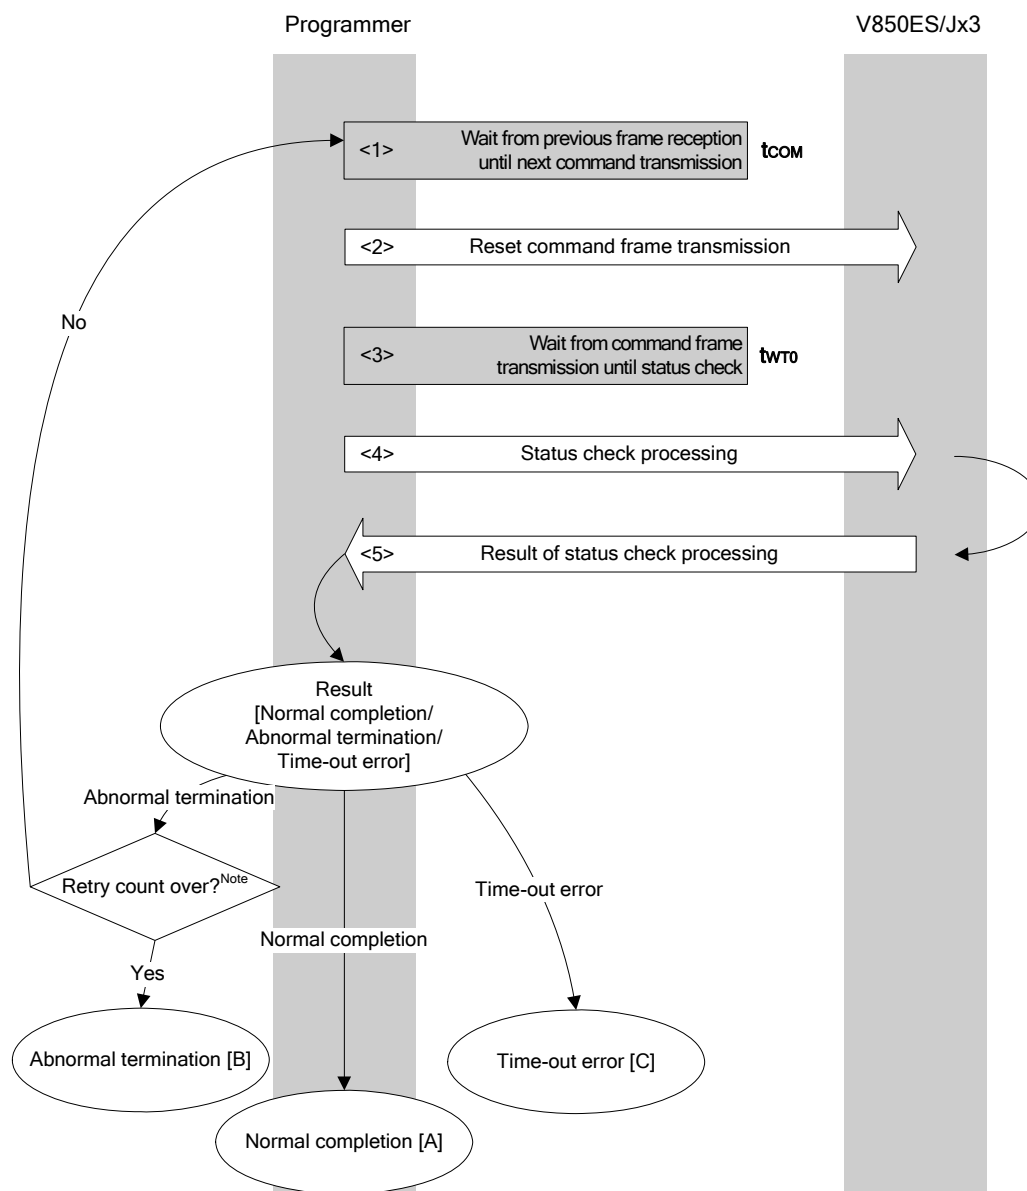 Programmer
V850ES/Jx3
<1>
Wait from previous frame reception
until next command transmission
tCOM
<2>
Reset command frame transmission
No
<3>
Wait from command frame
transmission until status check
tWT0
<4>
Status check processing
<5>
Result of status check processing
Result
[Normal completion/
Abnormal termination/
Time-out error]
Abnormal termination
Retry count over?Note
Time-out error
Normal completion
Yes
Abnormal termination [B]
Time-out error [C]
Normal completion [A]